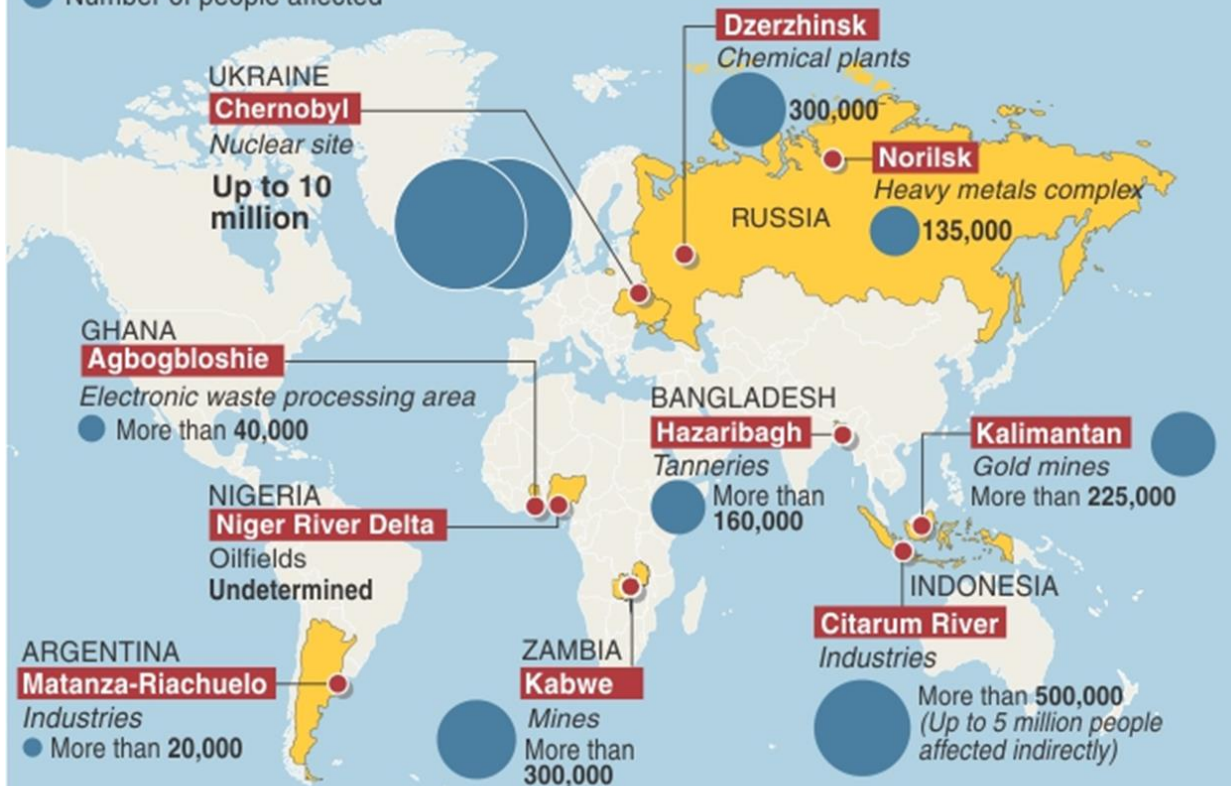 Number of people affected
Dzerzhinsk
Chemical plants
300,000
UKRAINE
Chernobyl
Nuclear site
Up to 10
million
Norilsk
Heavy metals complex
135,000
RUSSIA
GHANA
Agbogbloshie
Electronic waste processing area
More than 40,000
BANGLADESH
Hazaribagh
Tanneries
More than
160,000
Kalimantan
Gold mines
More than 225,000
NIGERIA
Niger River Delta
Oilfields
Undetermined
INDONESIA
Citarum River
Industries
More than 500,000
(Up to 5 million people
affected indirectly)
ARGENTINA
Matanza-Riachuelo
Industries
More than 20,000
ZAMBIA
Kabwe
Mines
More than
300,000